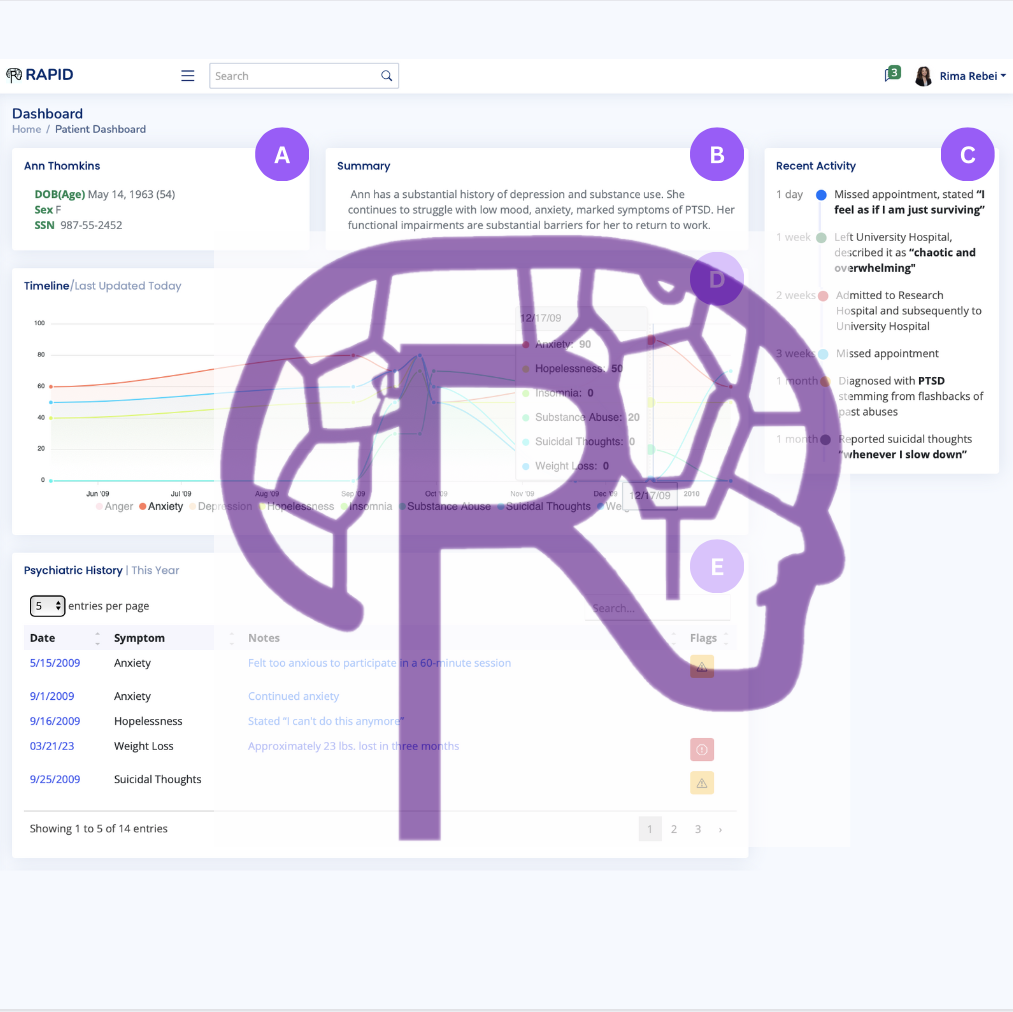 RAPID
Search
3
Rima Rebei
Dashboard
Home / Patient Dashboard
A
Ann Thomkins
DOB(Age) May 14, 1963 (54)
Sex F
SSN 987-55-2452
B
Summary
Ann has a substantial history of depression and substance use. She
continues to struggle with low mood, anxiety, marked symptoms of PTSD. Her
functional impairments are substantial barriers for her to return to work.
C
Recent Activity
1 day Missed appointment, stated “I
feel as if I am just surviving”
1 week Left University Hospital,
described it as “chaotic and
overwhelming"
2 weeks Admitted to Research
Hospital and subsequently to
University Hospital
3 weeks Missed appointment
1 month Diagnosed with PTSD
stemming from flashbacks of
past abuses
1 month Reported suicidal thoughts
“whenever I slow down”
D
Timeline/Last Updated Today
100
80
60
40
20
0
12/17/09
Anxiety: 90
Hopelessness: 50
Insomnia: 0
Substance Abuse: 20
Suicidal Thoughts: 0
Weight Loss: 0
Jun '09 Jul '09 Aug '09 Sep '09 Oct '09 Nov '09 Dec '09 12/17/09 2010
Anger Anxiety Depression Hopelessness Insomnia Substance Abuse Suicidal Thoughts
E
Psychiatric History | This Year
5 entries per page
Search...
Date Symptom Notes Flags
5/15/2009 Anxiety Felt too anxious to participate in a 60-minute session
9/1/2009 Anxiety Continued anxiety
9/16/2009 Hopelessness Stated “I can't do this anymore"
03/21/23 Weight Loss Approximately 23 lbs. lost in three months
9/25/2009 Suicidal Thoughts
Showing 1 to 5 of 14 entries
1 2 3 ›